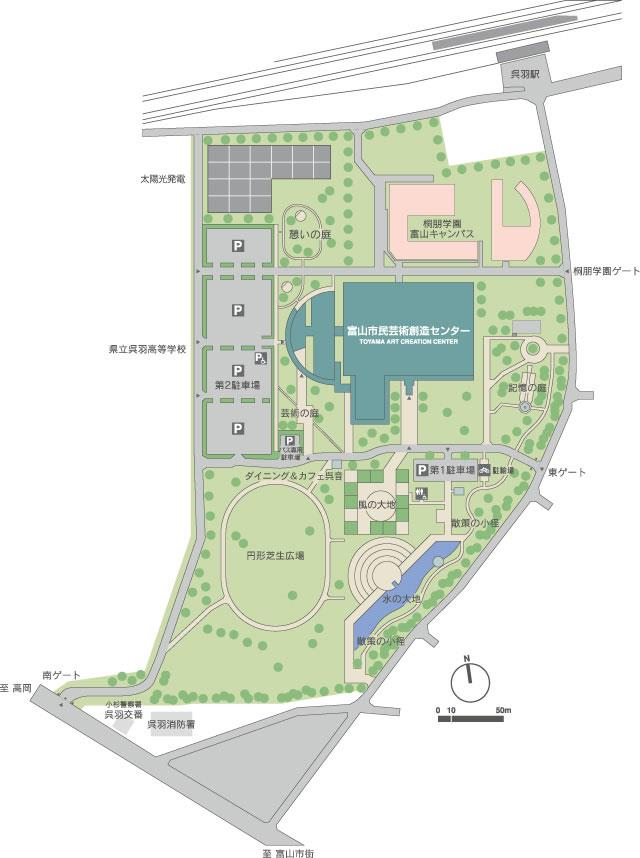 呉羽駅
太陽光発電
憩いの庭
桐朋学園
富山キャンパス
P
桐朋学園ゲート
P
富山市民芸術創造センター
TOYAMA ART CREATION CENTER
県立呉羽高等学校
P
P
第2駐車場
記憶の庭
芸術の庭
P
P
バス専用
駐車場
P 第1駐車場
駐輪場
東ゲート
ダイニング&カフェ呉音
風の大地
散策の小径
円形芝生広場
水の大地
散策の小径
南ゲート
至 高岡
小杉警察署
呉羽交番
呉羽消防署
N
0 10 50m
至 富山市街